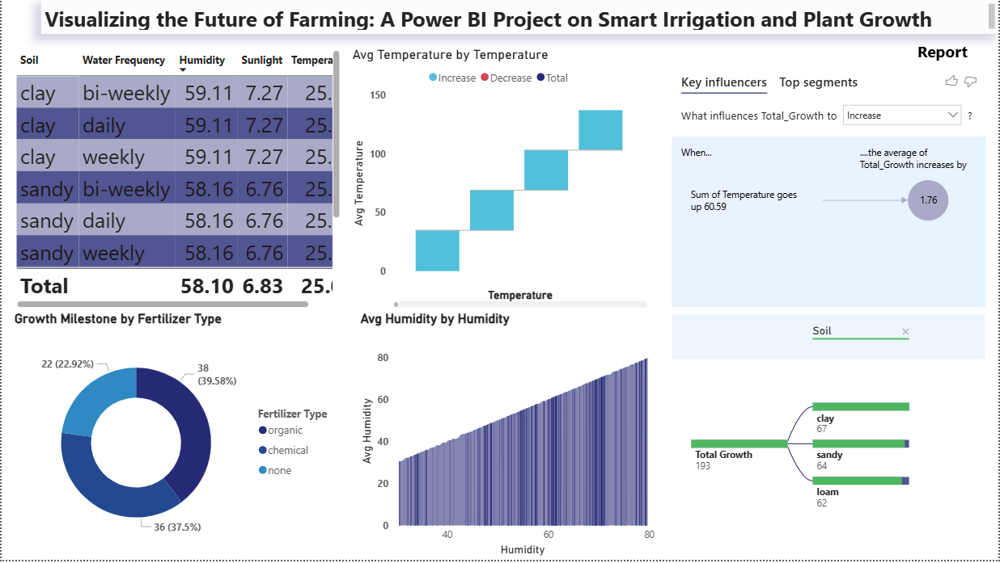 Visualizing the Future of Farming: A Power BI Project on Smart Irrigation and Plant Growth
Soil Water Frequency Humidity Sunlight Tempera
clay bi-weekly 59.11 7.27 25.
clay daily 59.11 7.27 25.
clay weekly 59.11 7.27 25.
sandy bi-weekly 58.16 6.76 25.
sandy daily 58.16 6.76 25.
sandy weekly 58.16 6.76 25.
Total 58.10 6.83 25.
Avg Temperature by Temperature
Increase Decrease Total
150
100
50
0
Avg Temperature
Temperature
Report
Key influencers Top segments
What influences Total_Growth to Increase ?
When...
....the average of
Total_Growth increases by
Sum of Temperature goes
up 60.59
1.76
Growth Milestone by Fertilizer Type
22 (22.92%)
38
(39.58%)
36 (37.5%)
Fertilizer Type
organic
chemical
none
Avg Humidity by Humidity
80
60
40
20
0
Avg Humidity
40 60 80
Humidity
Soil
Total Growth
193
clay
67
sandy
64
loam
62